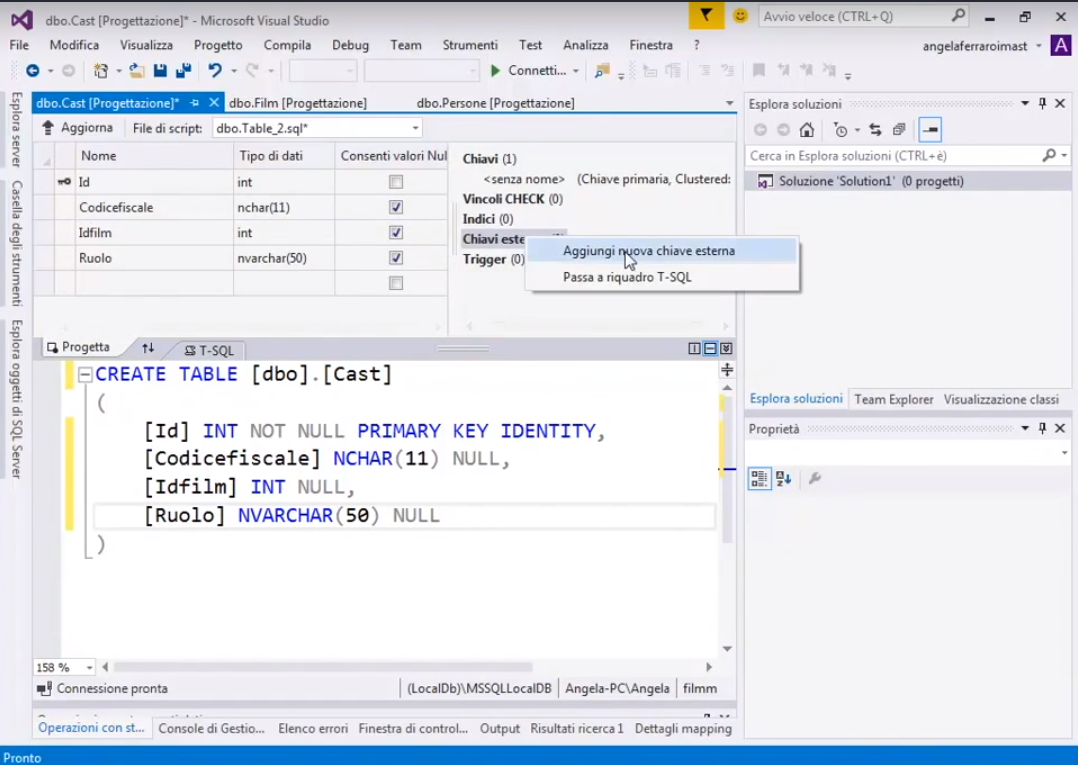 dbo.Cast [Progettazione]* - Microsoft Visual Studio
Avvio veloce (CTRL+Q)
File Modifica Visualizza Progetto Compila Debug Team Strumenti Test Analizza Finestra ?
angelaferraroimast A
Connetti...
Esplora server
Casella degli strumenti
Esplora oggetti di SQL Server
dbo.Cast [Progettazione]* dbo.Film [Progettazione] dbo.Persone [Progettazione]
Aggiorna File di script: dbo.Table_2.sql*
Nome Tipo di dati Consenti valori Nul
Id int
Codicefiscale nchar(11)
Idfilm int
Ruolo nvarchar(50)
Chiavi (1)
<senza nome> (Chiave primaria, Clustered:
Vincoli CHECK (0)
Indici (0)
Chiavi este
Trigger (0)
Aggiungi nuova chiave esterna
Passa a riquadro T-SQL
Progetta T-SQL
CREATE TABLE [dbo].[Cast]
(
[Id] INT NOT NULL PRIMARY KEY IDENTITY,
[Codicefiscale] NCHAR(11) NULL,
[Idfilm] INT NULL,
[Ruolo] NVARCHAR(50) NULL
)
158 %
Connessione pronta (LocalDb)\MSSQLLocalDB Angela-PC\Angela filmm
Operazioni con st... Console di Gestio... Elenco errori Finestra di control... Output Risultati ricerca 1 Dettagli mapping
Pronto
Esplora soluzioni
Cerca in Esplora soluzioni (CTRL+è)
Soluzione 'Solution1' (0 progetti)
Esplora soluzioni Team Explorer Visualizzazione classi
Proprietà